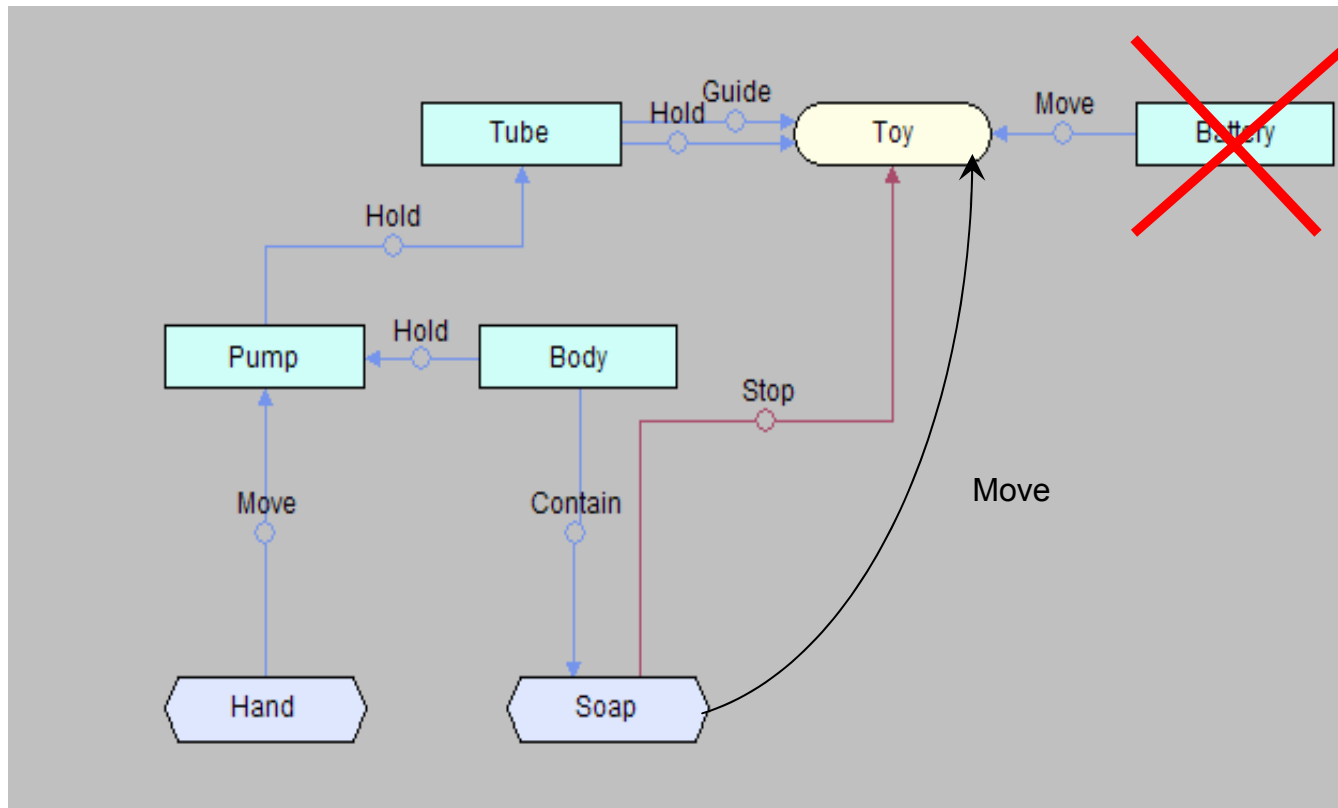 Guide
Hold
Move
Tube
Toy
Battery
Hold
Hold
Pump
Body
Stop
Move
Contain
Move
Hand
Soap